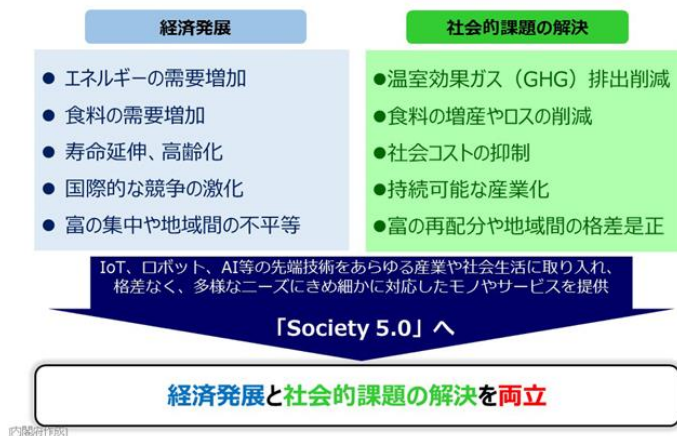 経済発展
● エネルギーの需要増加
● 食料の需要増加
● 寿命延伸、高齢化
● 国際的な競争の激化
● 富の集中や地域間の不平等
社会的課題の解決
●温室効果ガス（GHG）排出削減
●食料の増産やロスの削減
●社会コストの抑制
●持続可能な産業化
●富の再配分や地域間の格差是正
IoT、ロボット、AI等の先端技術をあらゆる産業や社会生活に取り入れ、
格差なく、多様なニーズにきめ細かに対応したモノやサービスを提供
「Society 5.0」へ
経済発展と社会的課題の解決を両立
[内閣府作成]